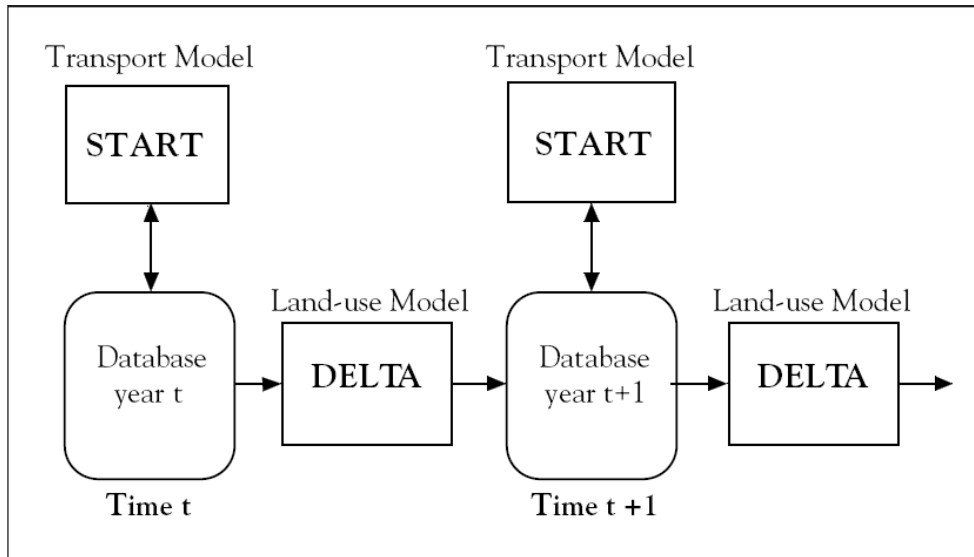 Transport Model
START
Transport Model
START
Database
year t
Time t
Land-use Model
DELTA
Database
year t+1
Time t +1
Land-use Model
DELTA